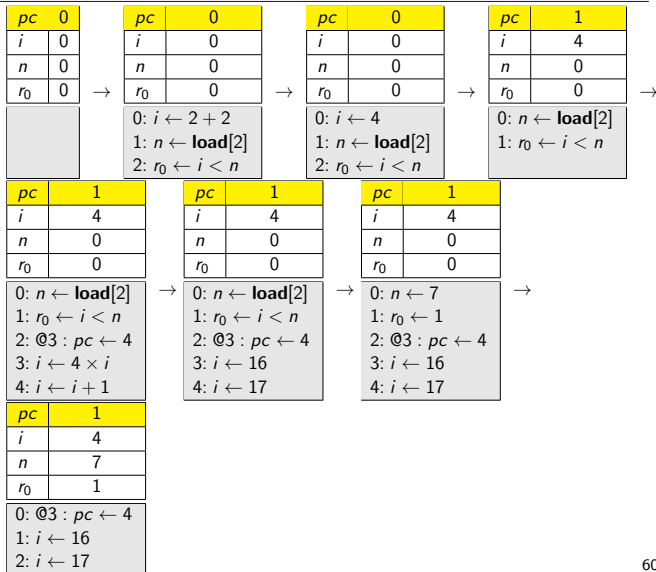 pc 0
i 0
n 0
r0 0
→
pc 0
i 0
n 0
r0 0
0: i ← 2 + 2
1: n ← load[2]
2: r0 ← i < n
→
pc 0
i 0
n 0
r0 0
0: i ← 4
1: n ← load[2]
2: r0 ← i < n
→
pc 1
i 4
n 0
r0 0
0: n ← load[2]
1: r0 ← i < n
→
pc 1
i 4
n 0
r0 0
0: n ← load[2]
1: r0 ← i < n
2: @3 : pc ← 4
3: i ← 4 × i
4: i ← i + 1
→
pc 1
i 4
n 0
r0 0
0: n ← load[2]
1: r0 ← i < n
2: @3 : pc ← 4
3: i ← 16
4: i ← 17
→
pc 1
i 4
n 0
r0 0
0: n ← 7
1: r0 ← 1
2: @3 : pc ← 4
3: i ← 16
4: i ← 17
→
pc 1
i 4
n 7
r0 1
0: @3 : pc ← 4
1: i ← 16
2: i ← 17